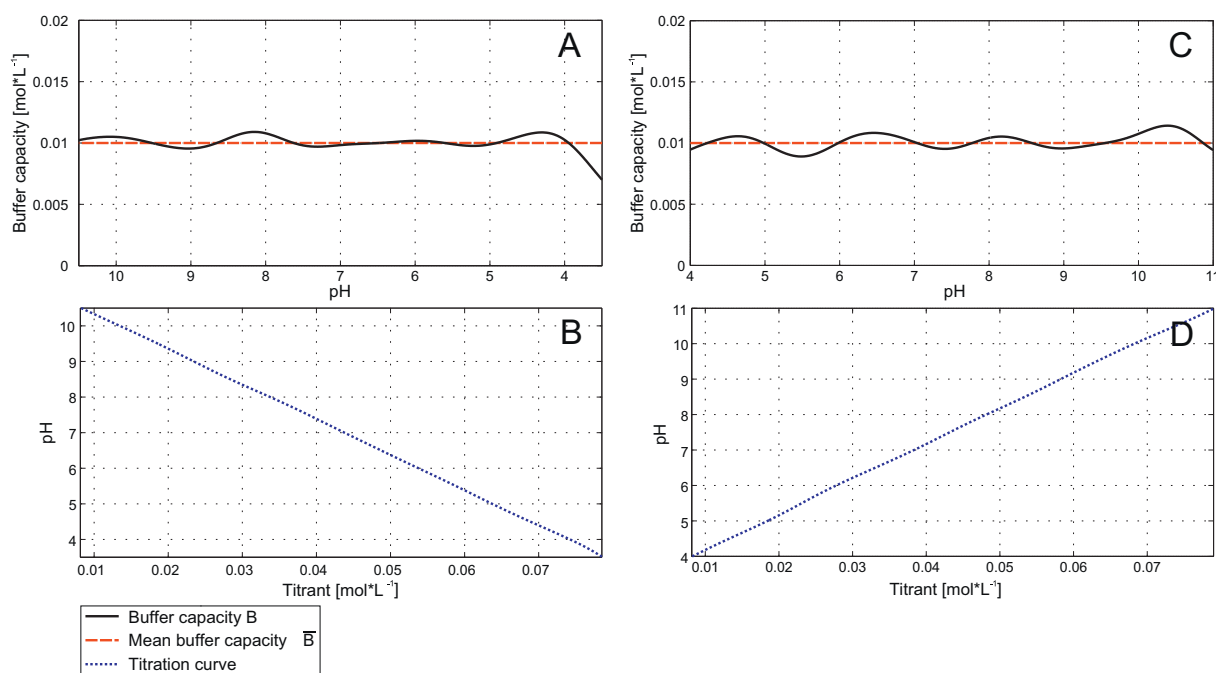 0.02
0.015
0.01
0.005
0
Buffer capacity [mol*L⁻¹]
A
10 9 8 7 6 5 4
pH
0.02
0.015
0.01
0.005
0
Buffer capacity [mol*L⁻¹]
C
4 5 6 7 8 9 10 11
pH
10
9
8
7
6
5
4
pH
B
0.01 0.02 0.03 0.04 0.05 0.06 0.07
Titrant [mol*L⁻¹]
11
10
9
8
7
6
5
4
pH
D
0.01 0.02 0.03 0.04 0.05 0.06 0.07
Titrant [mol*L⁻¹]
Buffer capacity B
Mean buffer capacity B̅
Titration curve